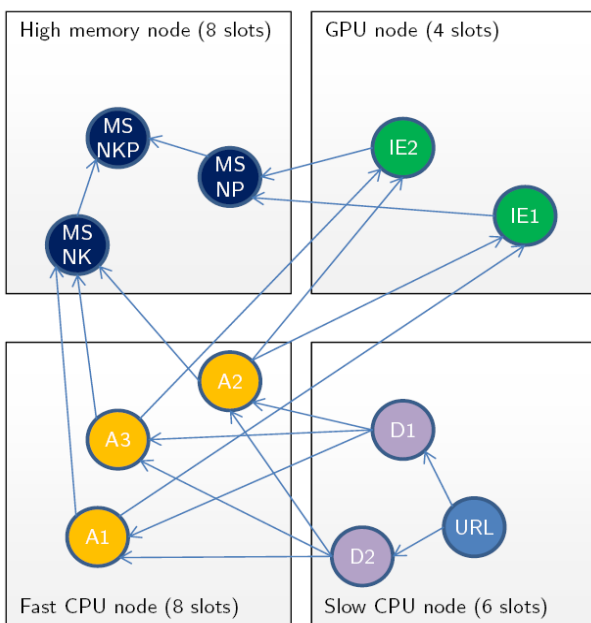 High memory node (8 slots)
GPU node (4 slots)
MS
NKP
MS
NP
IE2
IE1
MS
NK
A2
A3
D1
A1
D2
URL
Fast CPU node (8 slots)
Slow CPU node (6 slots)